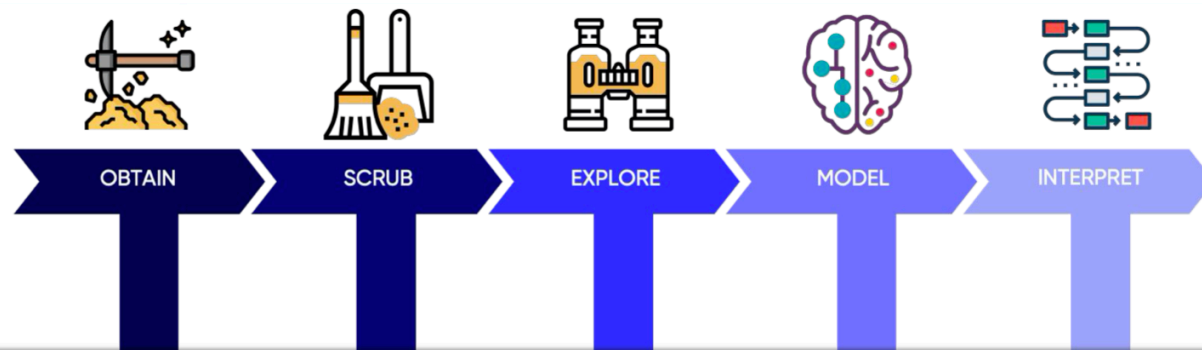 OBTAIN
SCRUB
EXPLORE
MODEL
INTERPRET